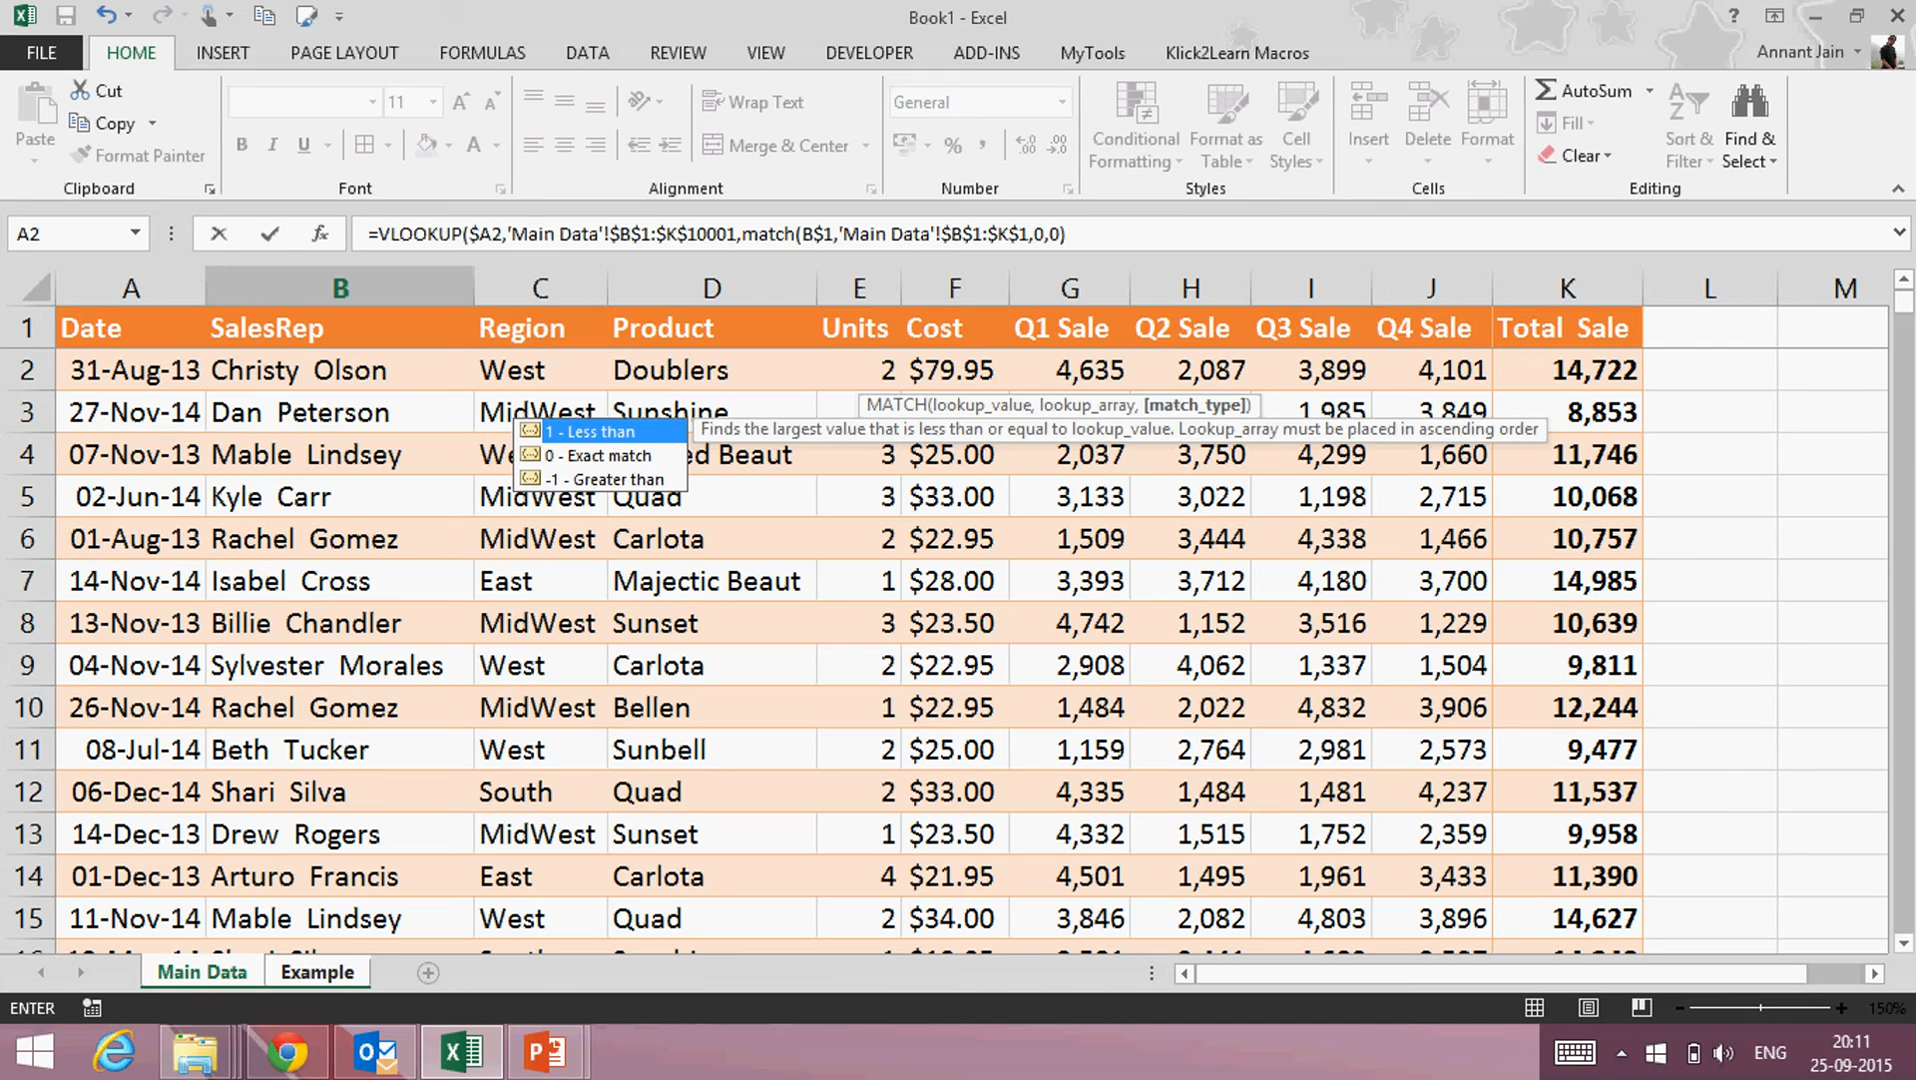 Book1 - Excel
FILE HOME INSERT PAGE LAYOUT FORMULAS DATA REVIEW VIEW DEVELOPER ADD-INS MyTools Klick2Learn Macros Annant Jain
Cut
Copy
Format Painter
Paste
Clipboard
11
B I U
Font
Wrap Text
Merge & Center
Alignment
General
%
Number
Conditional Formatting
Format as Table
Cell Styles
Styles
Insert
Delete
Format
Cells
AutoSum
Fill
Clear
Sort & Filter
Find & Select
Editing
A2 fx =VLOOKUP($A2,'Main Data'!$B$1:$K$10001,match(B$1,'Main Data'!$B$1:$K$1,0,0)
A B C D E F G H I J K L M
1 Date SalesRep Region Product Units Cost Q1 Sale Q2 Sale Q3 Sale Q4 Sale Total Sale
2 31-Aug-13 Christy Olson West Doublers 2 $79.95 4,635 2,087 3,899 4,101 14,722
MATCH(lookup_value, lookup_array, [match_type])
3 27-Nov-14 Dan Peterson MidWest Sunshine 1,985 3,849 8,853
1 - Less than
Finds the largest value that is less than or equal to lookup_value. Lookup_array must be placed in ascending order
0 - Exact match
-1 - Greater than
4 07-Nov-13 Mable Lindsey We ed Beaut 3 $25.00 2,037 3,750 4,299 1,660 11,746
5 02-Jun-14 Kyle Carr MidWest Quad 3 $33.00 3,133 3,022 1,198 2,715 10,068
6 01-Aug-13 Rachel Gomez MidWest Carlota 2 $22.95 1,509 3,444 4,338 1,466 10,757
7 14-Nov-14 Isabel Cross East Majectic Beaut 1 $28.00 3,393 3,712 4,180 3,700 14,985
8 13-Nov-13 Billie Chandler MidWest Sunset 3 $23.50 4,742 1,152 3,516 1,229 10,639
9 04-Nov-14 Sylvester Morales West Carlota 2 $22.95 2,908 4,062 1,337 1,504 9,811
10 26-Nov-14 Rachel Gomez MidWest Bellen 1 $22.95 1,484 2,022 4,832 3,906 12,244
11 08-Jul-14 Beth Tucker West Sunbell 2 $25.00 1,159 2,764 2,981 2,573 9,477
12 06-Dec-14 Shari Silva South Quad 2 $33.00 4,335 1,484 1,481 4,237 11,537
13 14-Dec-13 Drew Rogers MidWest Sunset 1 $23.50 4,332 1,515 1,752 2,359 9,958
14 01-Dec-13 Arturo Francis East Carlota 4 $21.95 4,501 1,495 1,961 3,433 11,390
15 11-Nov-14 Mable Lindsey West Quad 2 $34.00 3,846 2,082 4,803 3,896 14,627
Main Data Example
ENTER 150%
ENG
20:11
25-09-2015